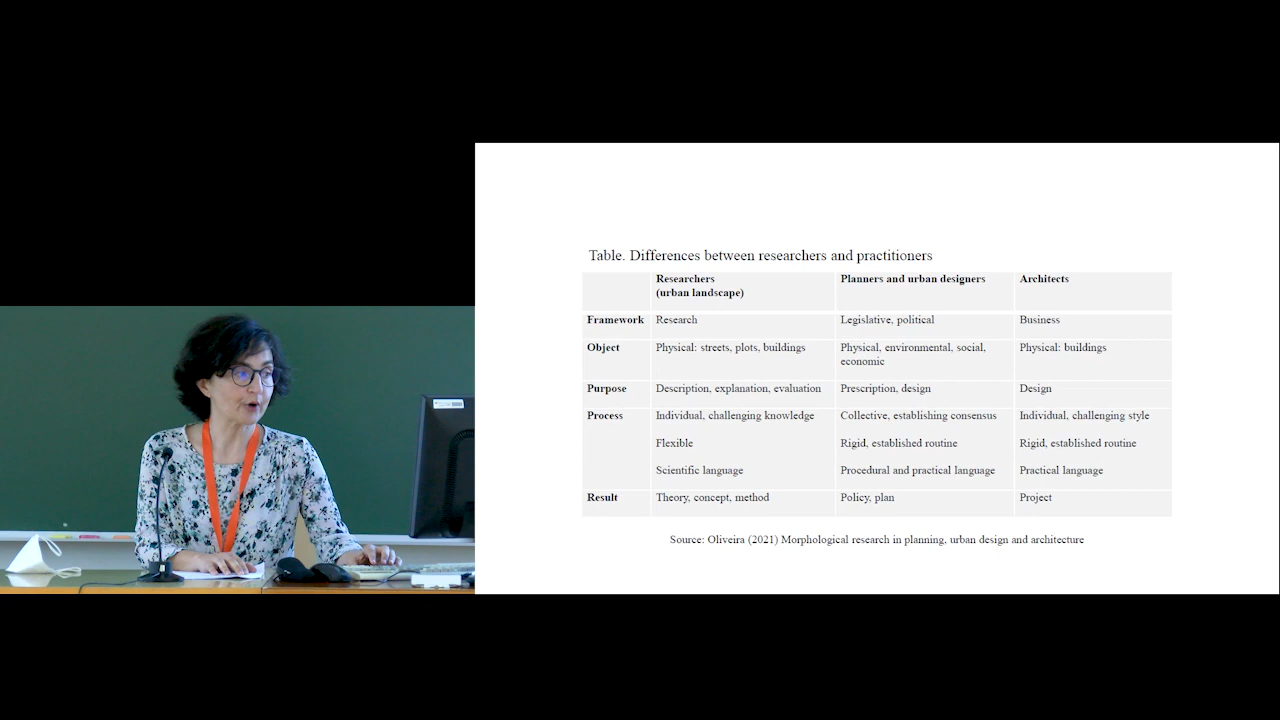 Table. Differences between researchers and practitioners
Researchers (urban landscape) Planners and urban designers Architects
Framework Research Legislative, political Business
Object Physical: streets, plots, buildings Physical, environmental, social, economic Physical: buildings
Purpose Description, explanation, evaluation Prescription, design Design
Process Individual, challenging knowledge Collective, establishing consensus Individual, challenging style
Flexible Rigid, established routine Rigid, established routine
Scientific language Procedural and practical language Practical language
Result Theory, concept, method Policy, plan Project
Source: Oliveira (2021) Morphological research in planning, urban design and architecture